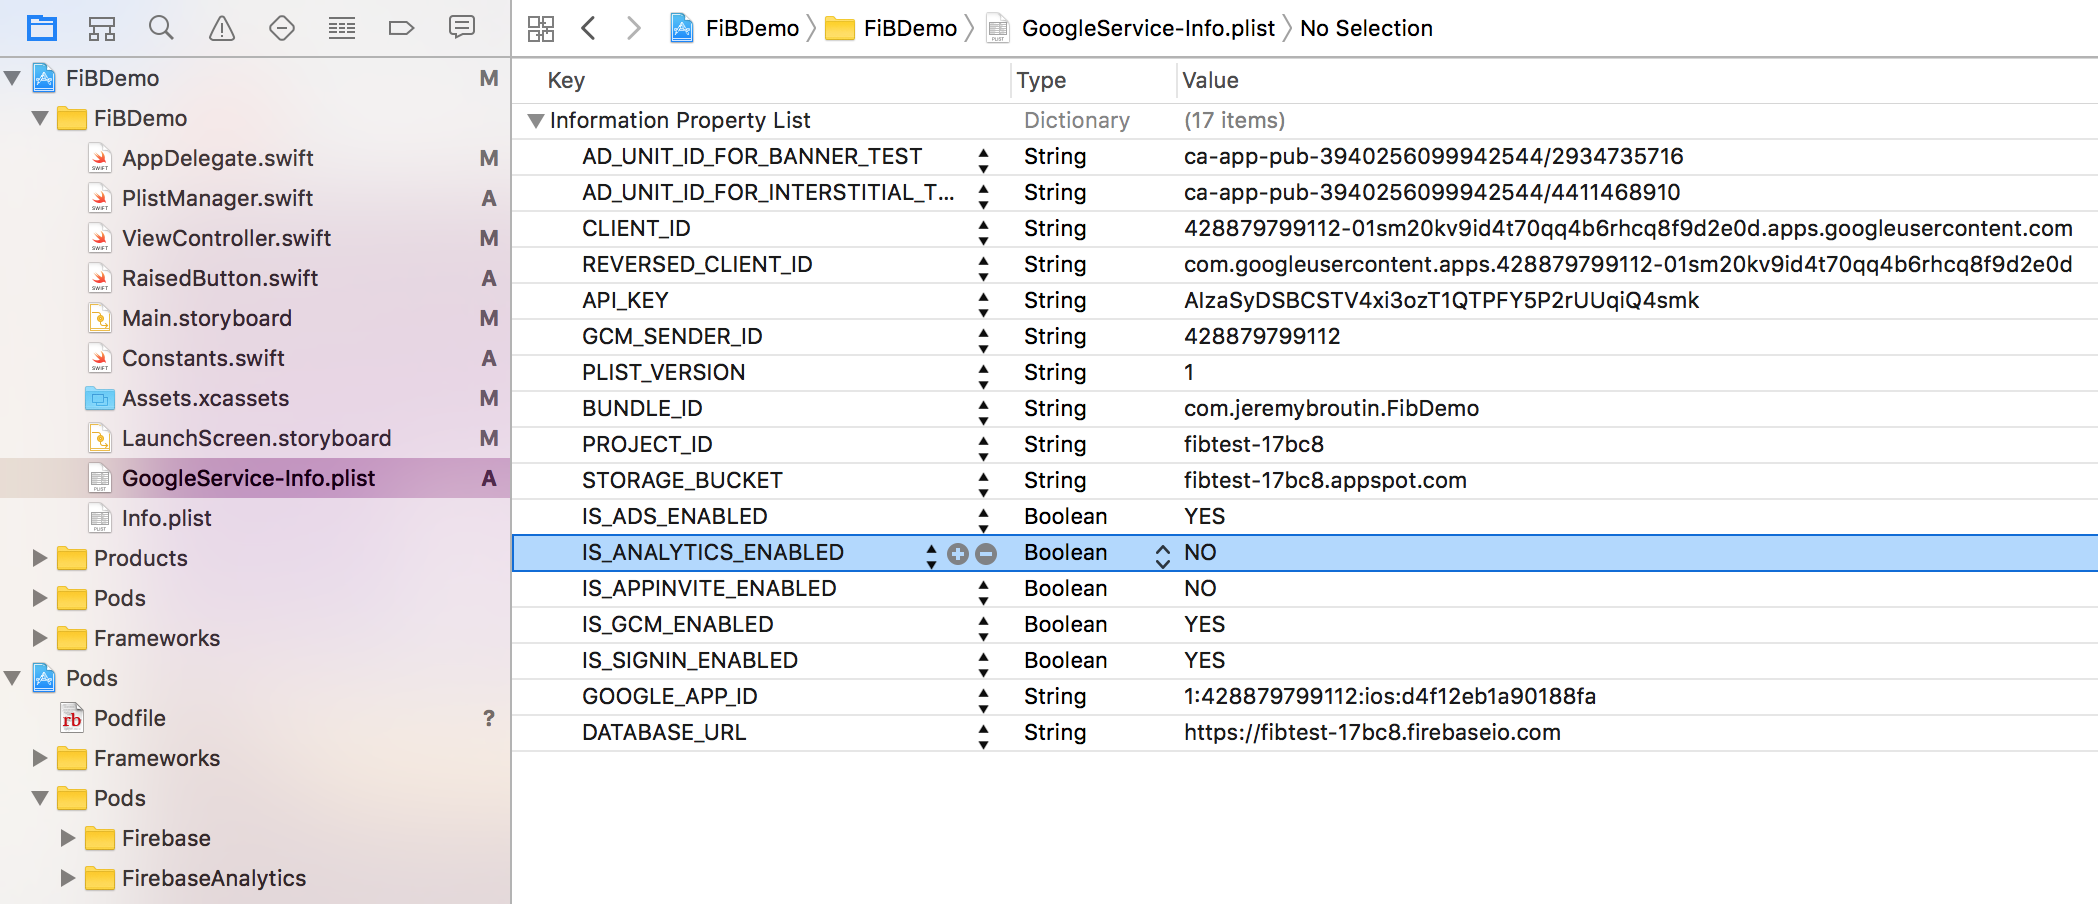 FiBDemo FiBDemo GoogleService-Info.plist No Selection
FiBDemo M
FiBDemo
AppDelegate.swift M
PlistManager.swift A
ViewController.swift M
RaisedButton.swift A
Main.storyboard M
Constants.swift A
Assets.xcassets M
LaunchScreen.storyboard M
GoogleService-Info.plist A
Info.plist
Products
Pods
Frameworks
Pods
Podfile ?
Frameworks
Pods
Firebase
FirebaseAnalytics
Key Type Value
Information Property List Dictionary (17 items)
AD_UNIT_ID_FOR_BANNER_TEST String ca-app-pub-3940256099942544/2934735716
AD_UNIT_ID_FOR_INTERSTITIAL_T... String ca-app-pub-3940256099942544/4411468910
CLIENT_ID String 428879799112-01sm20kv9id4t70qq4b6rhcq8f9d2e0d.apps.googleusercontent.com
REVERSED_CLIENT_ID String com.googleusercontent.apps.428879799112-01sm20kv9id4t70qq4b6rhcq8f9d2e0d
API_KEY String AIzaSyDSBCSTV4xi3ozT1QTPFY5P2rUUqiQ4smk
GCM_SENDER_ID String 428879799112
PLIST_VERSION String 1
BUNDLE_ID String com.jeremybroutin.FibDemo
PROJECT_ID String fibtest-17bc8
STORAGE_BUCKET String fibtest-17bc8.appspot.com
IS_ADS_ENABLED Boolean YES
IS_ANALYTICS_ENABLED Boolean NO
IS_APPINVITE_ENABLED Boolean NO
IS_GCM_ENABLED Boolean YES
IS_SIGNIN_ENABLED Boolean YES
GOOGLE_APP_ID String 1:428879799112:ios:d4f12eb1a90188fa
DATABASE_URL String https://fibtest-17bc8.firebaseio.com